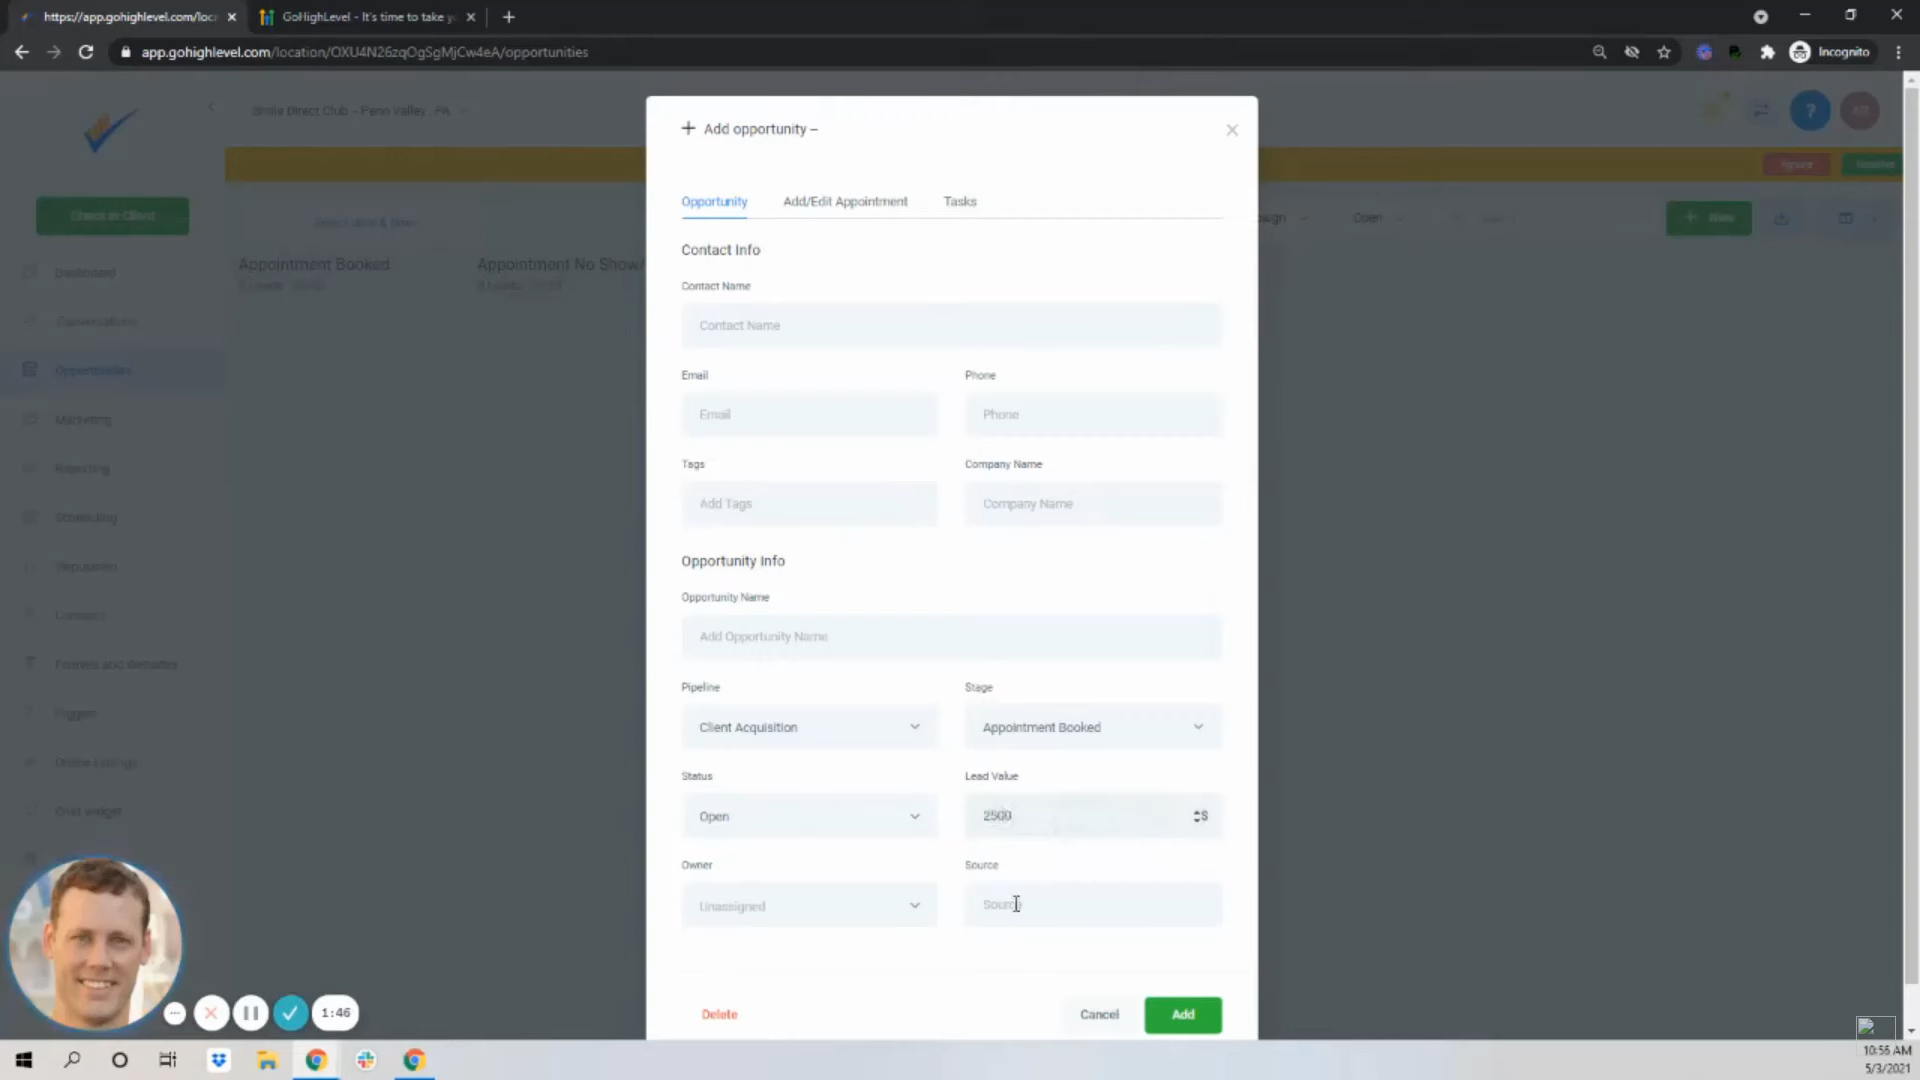 https://app.gohighlevel.com/loc
GoHighLevel - It's time to take y
app.gohighlevel.com/location/OXU4N26zqOgSgMjCw4eA/opportunities
Incognito
Smile Direct Club - Penn Valley , PA
+ Add opportunity –
Opportunity Add/Edit Appointment Tasks
Check in Client
Select date & time
Open
+ New
Contact Info
Appointment Booked
Appointment No Show/
Dashboard
Contact Name
Contact Name
Conversations
Opportunities
Email Phone
Email Phone
Marketing
Reporting
Tags Company Name
Add Tags Company Name
Scheduling
Reputation
Opportunity Info
Opportunity Name
Contacts
Add Opportunity Name
Funnels and Websites
Pipeline Stage
Triggers
Client Acquisition Appointment Booked
Online Listings
Status Lead Value
Chat widget
Open 2500 $
Owner Source
Unassigned Source
Delete Cancel Add
1:46
10:56 AM
5/3/2021